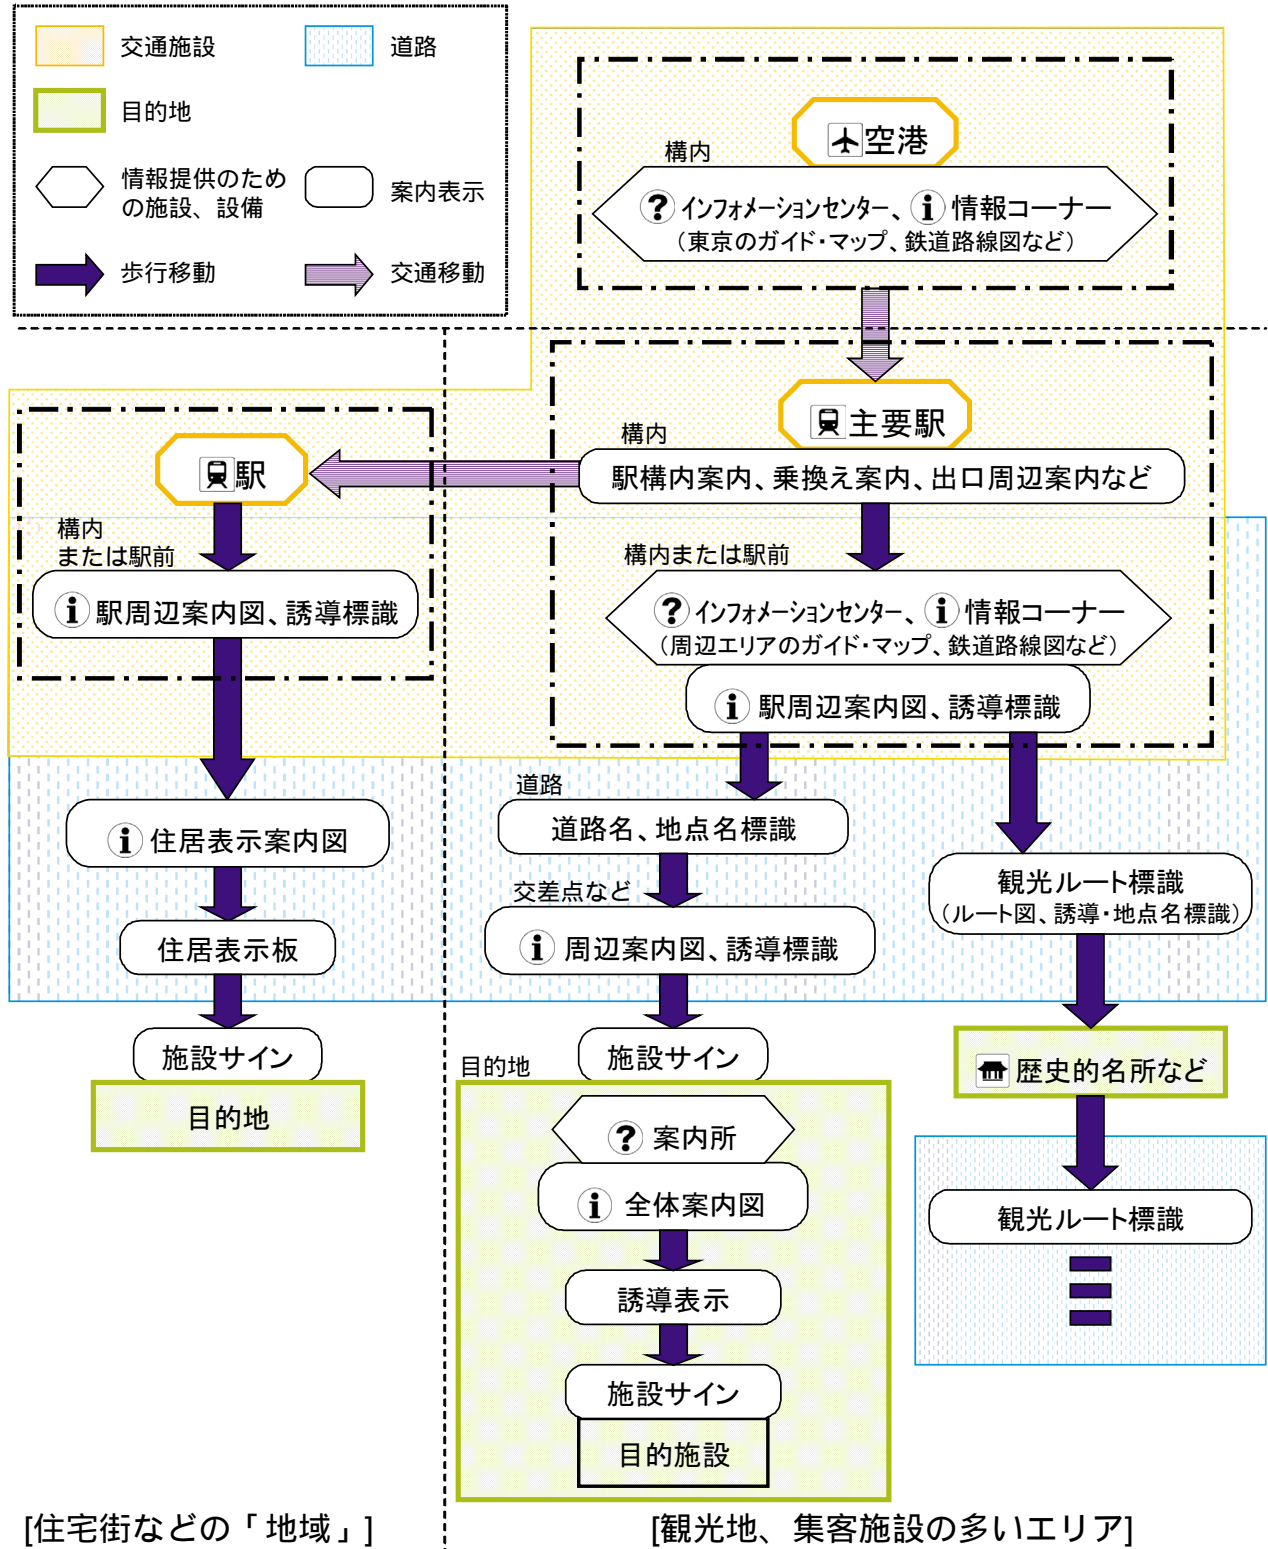 交通施設
道路
目的地
情報提供のため
の施設、設備
案内表示
歩行移動
交通移動
空港
構内
? インフォメーションセンター、i 情報コーナー
（東京のガイド・マップ、鉄道路線図など）
主要駅
構内
駅構内案内、乗換え案内、出口周辺案内など
駅
構内
または駅前
i 駅周辺案内図、誘導標識
構内または駅前
? インフォメーションセンター、i 情報コーナー
（周辺エリアのガイド・マップ、鉄道路線図など）
i 駅周辺案内図、誘導標識
i 住居表示案内図
住居表示板
施設サイン
目的地
道路
道路名、地点名標識
交差点など
i 周辺案内図、誘導標識
施設サイン
目的地
? 案内所
i 全体案内図
誘導表示
施設サイン
目的施設
観光ルート標識
（ルート図、誘導・地点名標識）
歴史的名所など
観光ルート標識
[住宅街などの「地域」]
[観光地、集客施設の多いエリア]